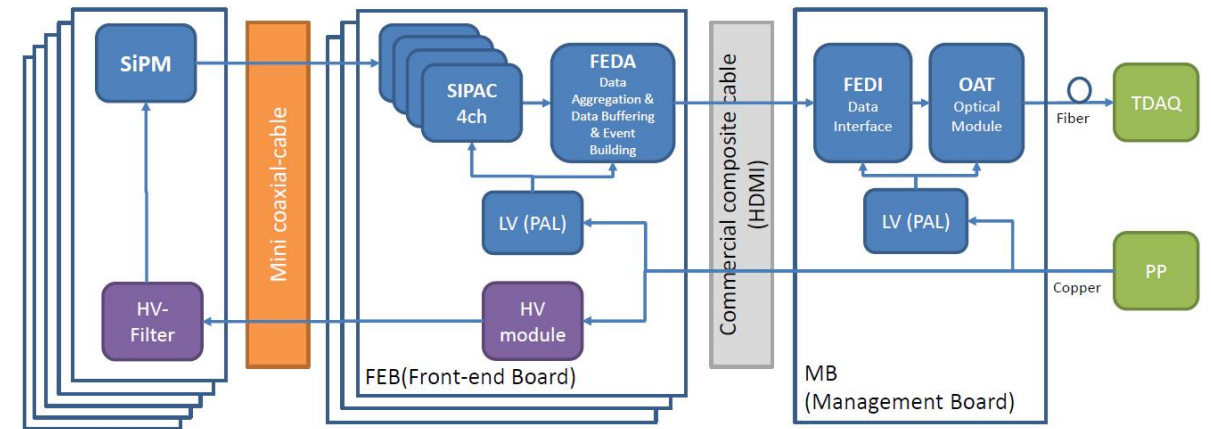 SiPM
HV-
Filter
Mini coaxial-cable
SIPAC
4ch
FEDA
Data
Aggregation &
Data Buffering
& Event
Building
LV (PAL)
HV
module
FEB(Front-end Board)
Commercial composite cable
(HDMI)
FEDI
Data
Interface
OAT
Optical
Module
LV (PAL)
MB
(Management Board)
Fiber
TDAQ
Copper
PP